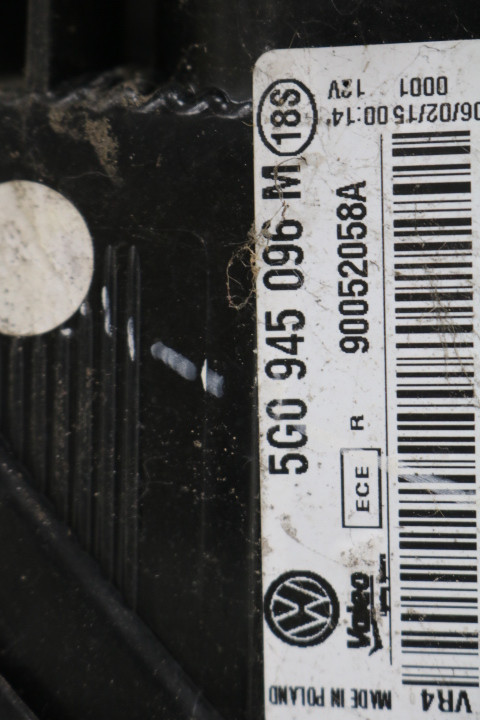 5G0 945 096 M 18S
ECE R 90052058A
Valeo
MADE IN POLAND
VR4
06/02/15 00:14
0001 12V